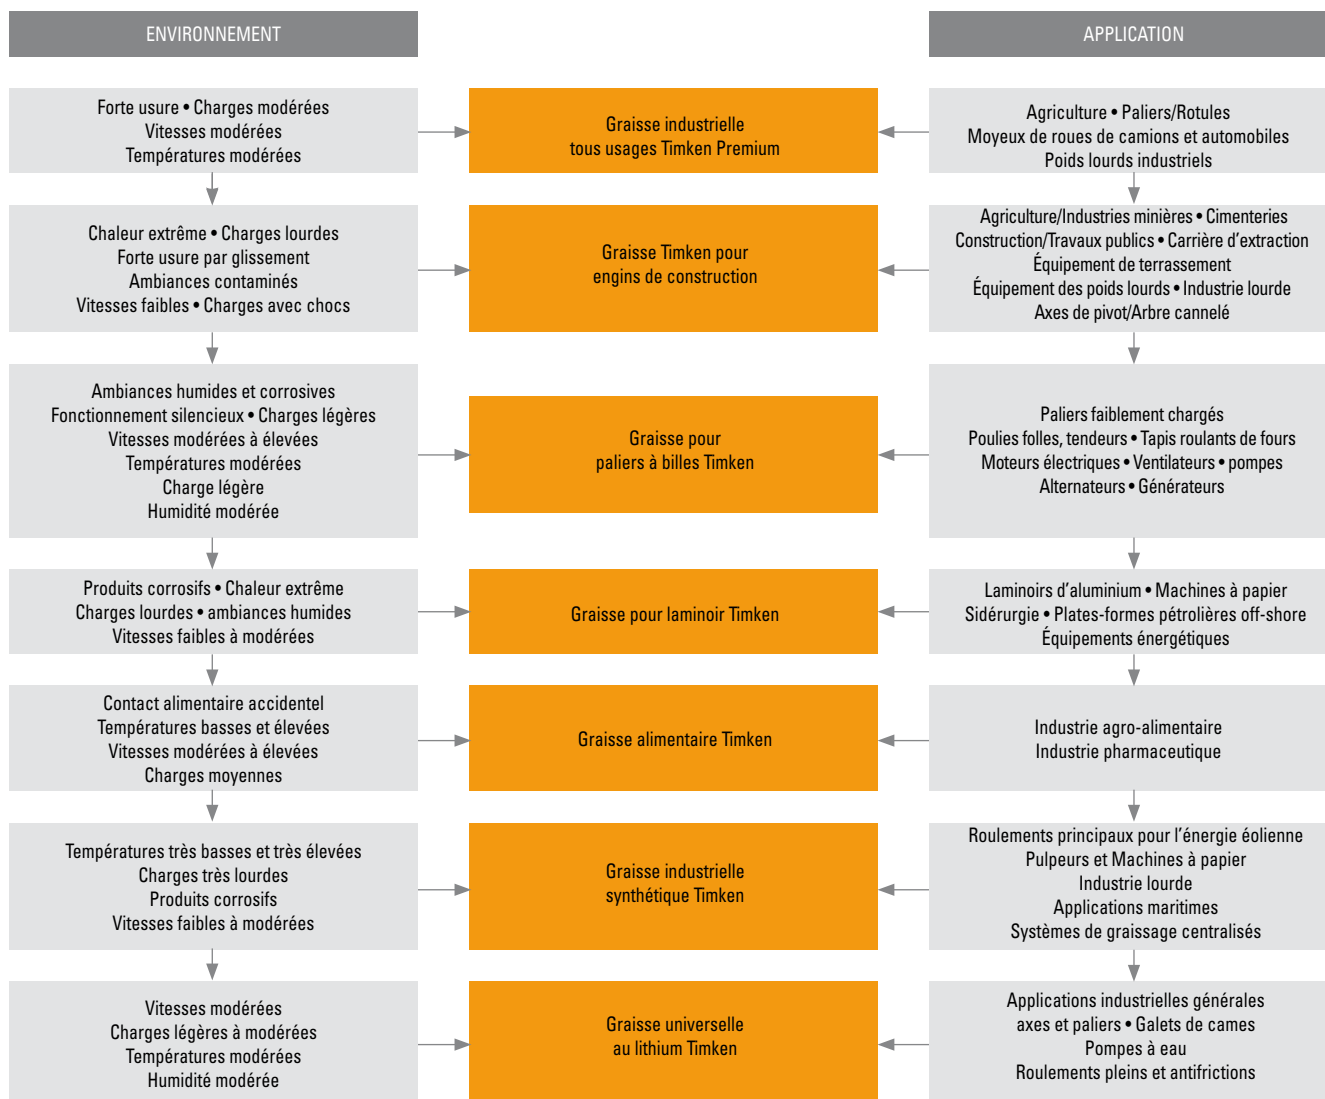 ENVIRONNEMENT
APPLICATION
Forte usure • Charges modérées
Vitesses modérées
Températures modérées
Graisse industrielle
tous usages Timken Premium
Agriculture • Paliers/Rotules
Moyeux de roues de camions et automobiles
Poids lourds industriels
Chaleur extrême • Charges lourdes
Forte usure par glissement
Ambiances contaminés
Vitesses faibles • Charges avec chocs
Graisse Timken pour
engins de construction
Agriculture/Industries minières • Cimenteries
Construction/Travaux publics • Carrière d'extraction
Équipement de terrassement
Équipement des poids lourds • Industrie lourde
Axes de pivot/Arbre cannelé
Ambiances humides et corrosives
Fonctionnement silencieux • Charges légères
Vitesses modérées à élevées
Températures modérées
Charge légère
Humidité modérée
Graisse pour
paliers à billes Timken
Paliers faiblement chargés
Poulies folles, tendeurs • Tapis roulants de fours
Moteurs électriques • Ventilateurs • pompes
Alternateurs • Générateurs
Produits corrosifs • Chaleur extrême
Charges lourdes • ambiances humides
Vitesses faibles à modérées
Graisse pour laminoir Timken
Laminoirs d'aluminium • Machines à papier
Sidérurgie • Plates-formes pétrolières off-shore
Équipements énergétiques
Contact alimentaire accidentel
Températures basses et élevées
Vitesses modérées à élevées
Charges moyennes
Graisse alimentaire Timken
Industrie agro-alimentaire
Industrie pharmaceutique
Températures très basses et très élevées
Charges très lourdes
Produits corrosifs
Vitesses faibles à modérées
Graisse industrielle
synthétique Timken
Roulements principaux pour l'énergie éolienne
Pulpeurs et Machines à papier
Industrie lourde
Applications maritimes
Systèmes de graissage centralisés
Vitesses modérées
Charges légères à modérées
Températures modérées
Humidité modérée
Graisse universelle
au lithium Timken
Applications industrielles générales
axes et paliers • Galets de cames
Pompes à eau
Roulements pleins et antifrictions